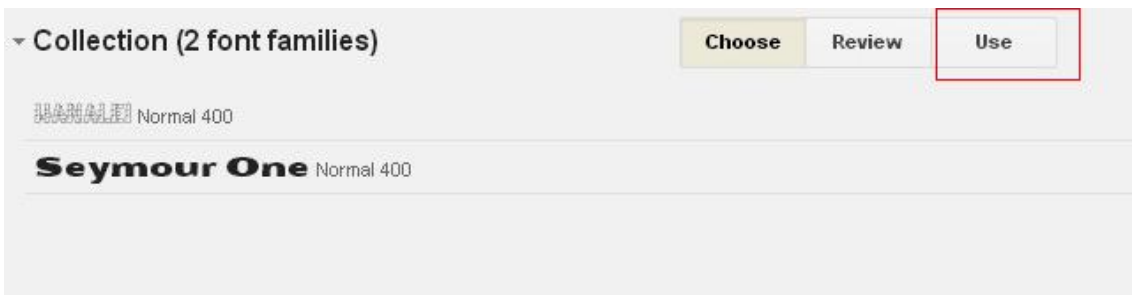 Collection (2 font families)
Choose Review Use
HANALEI Normal 400
Seymour One Normal 400